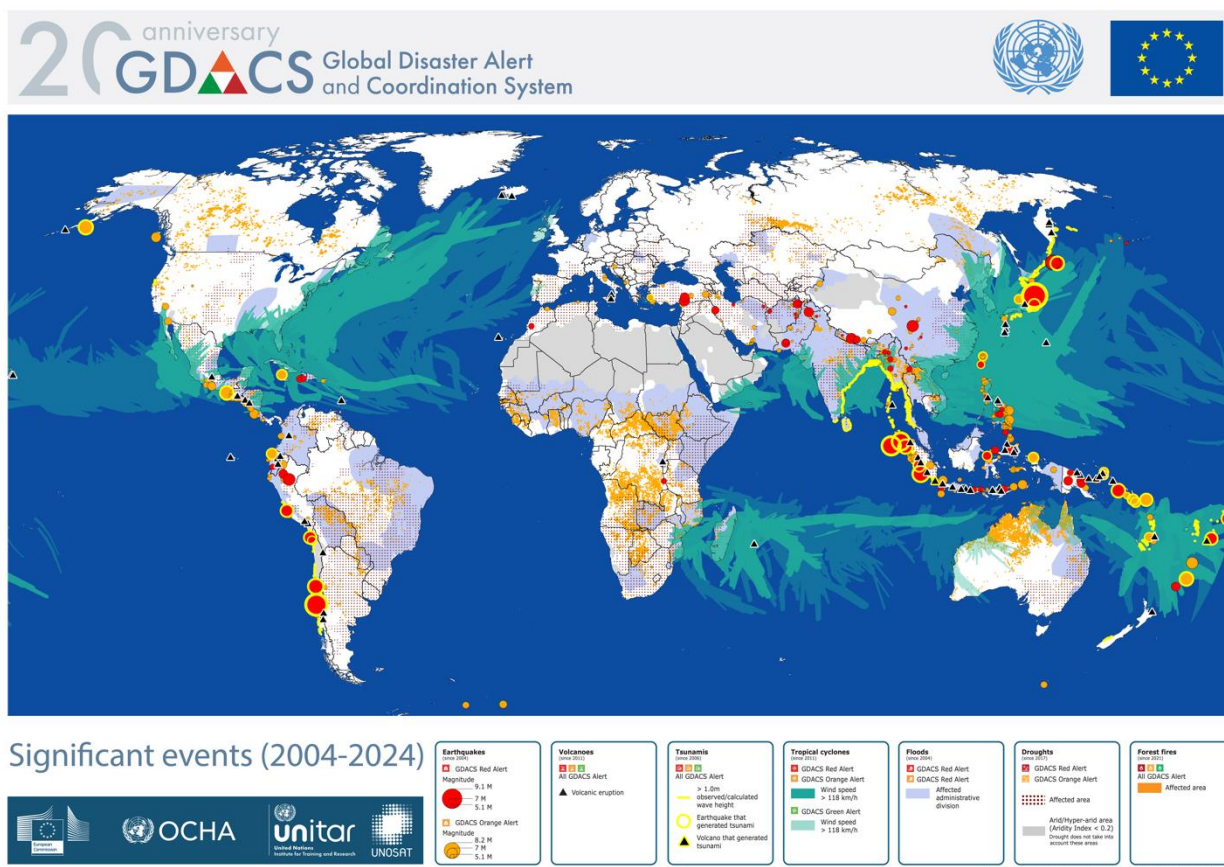 20 anniversary
GDACS Global Disaster Alert
and Coordination System
Significant events (2004-2024)
European
Commission
OCHA
unitar
United Nations
Institute for Training and Research
UNOSAT
Earthquakes
(since 2004)
GDACS Red Alert
Magnitude
9.1 M
7 M
5.1 M
GDACS Orange Alert
Magnitude
8.2 M
7 M
5.1 M
Volcanoes
(since 2011)
All GDACS Alert
Volcanic eruption
Tsunamis
(since 2006)
All GDACS Alert
> 1.0m
observed/calculated
wave height
Earthquake that
generated tsunami
Volcano that generated
tsunami
Tropical cyclones
(since 2011)
GDACS Red Alert
GDACS Orange Alert
Wind speed
> 118 km/h
GDACS Green Alert
Wind speed
> 118 km/h
Floods
(since 2004)
GDACS Red Alert
GDACS Orange Alert
Affected
administrative
division
Droughts
(since 2017)
GDACS Red Alert
GDACS Orange Alert
Affected area
Arid/Hyper-arid area
(Aridity Index < 0.2)
Drought does not take into
account these areas
Forest fires
(since 2021)
All GDACS Alert
Affected area